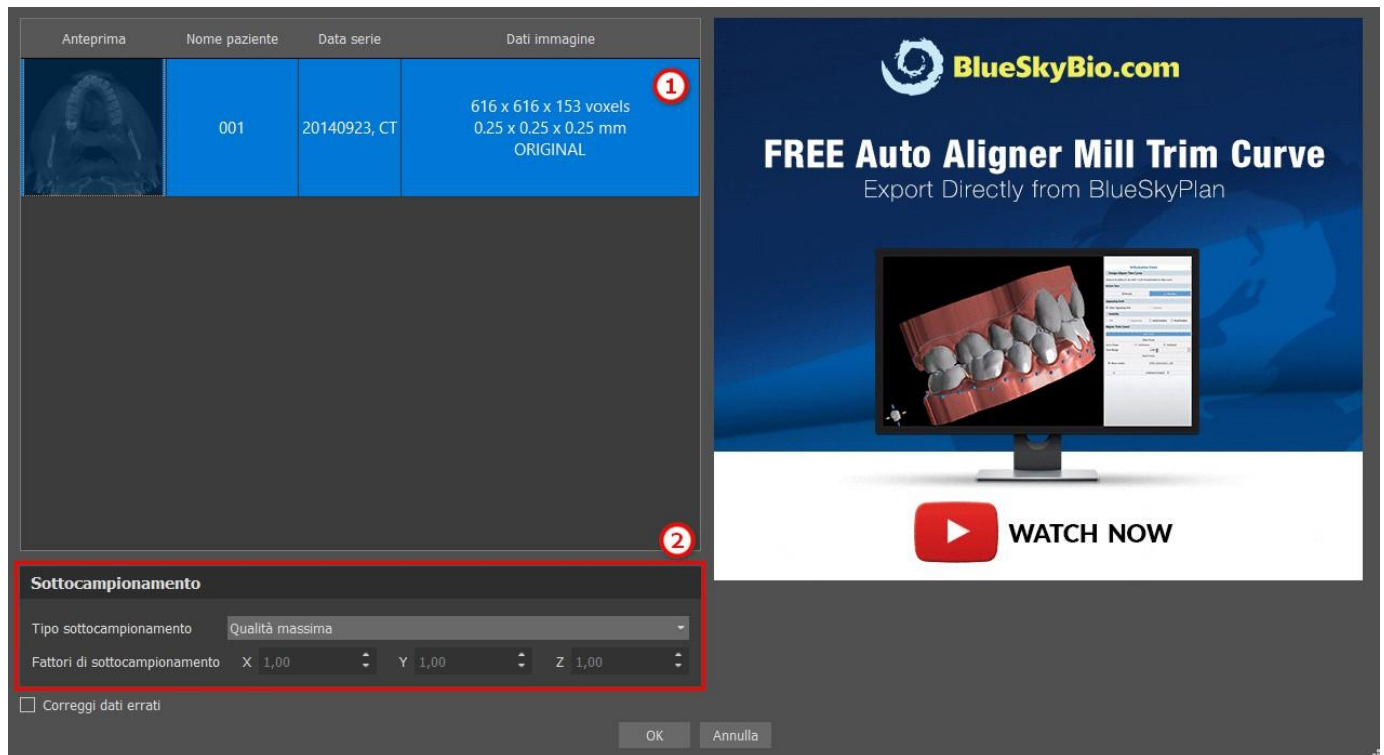 Anteprima Nome paziente Data serie Dati immagine
1
001 20140923, CT
616 x 616 x 153 voxels
0.25 x 0.25 x 0.25 mm
ORIGINAL
2
Sottocampionamento
Tipo sottocampionamento Qualità massima
Fattori di sottocampionamento X 1,00 Y 1,00 Z 1,00
Correggi dati errati
OK Annulla
BlueSkyBio.com
FREE Auto Aligner Mill Trim Curve
Export Directly from BlueSkyPlan
WATCH NOW